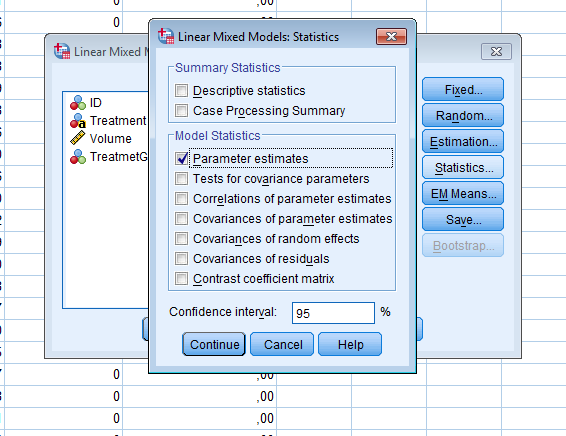 ,00
Linear Mixed Models: Statistics
Linear Mixed M
Summary Statistics
Descriptive statistics
Case Processing Summary
Model Statistics
Parameter estimates
Tests for covariance parameters
Correlations of parameter estimates
Covariances of parameter estimates
Covariances of random effects
Covariances of residuals
Contrast coefficient matrix
Confidence interval: 95 %
Continue Cancel Help
ID
Treatment
Volume
TreatmetG
Fixed...
Random...
Estimation...
Statistics...
EM Means...
Save...
Bootstrap...
0 ,00
0 ,00
0 ,00
0 ,00